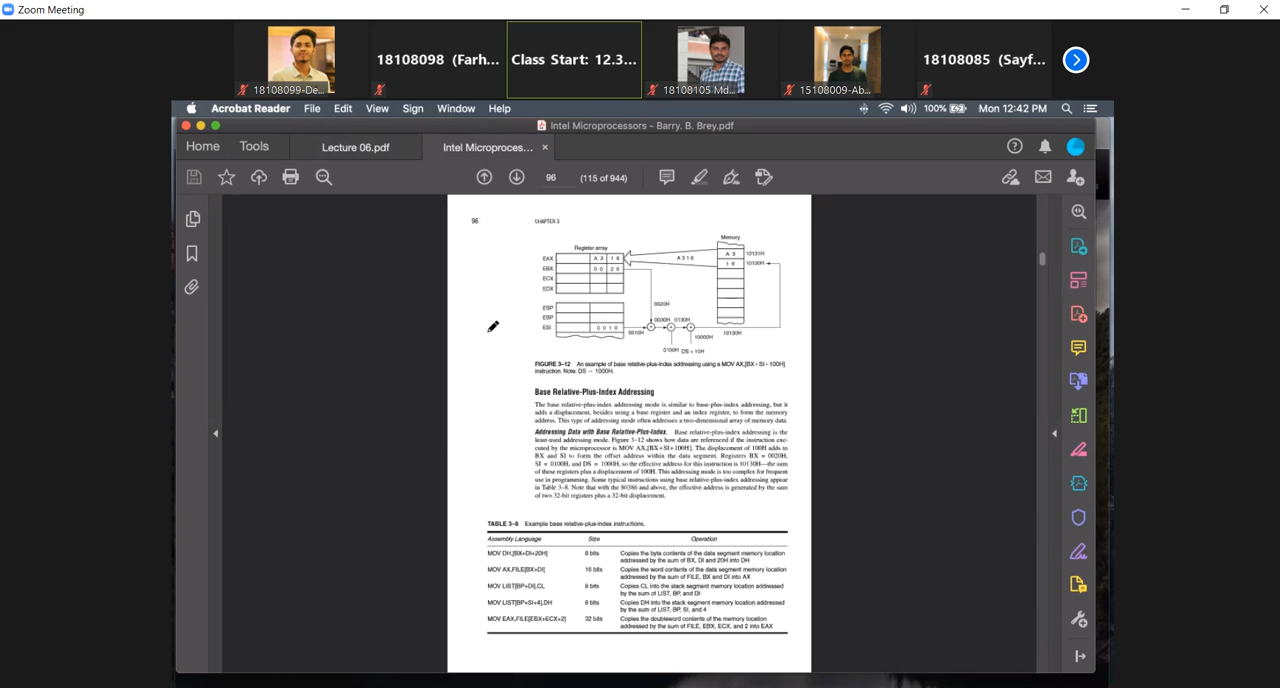 Zoom Meeting
18108099-De...
18108098 (Farh...
Class Start: 12.3...
18108105 Md...
15108009-Ab...
18108085 (Sayf...
Acrobat Reader File Edit View Sign Window Help
100% Mon 12:42 PM
Intel Microprocessors - Barry. B. Brey.pdf
Home Tools Lecture 06.pdf Intel Microproces... ×
96 (115 of 944)
96 CHAPTER 3
Register array
Memory
EAX A 3 1 6
A 3 1 6
A 3 10131H
EBX 0 0 2 0
1 6 10130H
ECX
EDX
ESP
0020H
EBP
0030H 0130H
ESI 0 0 1 0
0010H
10000H
10130H
0100H DS × 10H
FIGURE 3–12 An example of base relative-plus-index addressing using a MOV AX,[BX+SI+100H]
instruction. Note: DS = 1000H.
Base Relative-Plus-Index Addressing
The base relative-plus-index addressing mode is similar to base-plus-index addressing, but it
adds a displacement, besides using a base register and an index register, to form the memory
address. This type of addressing mode often addresses a two-dimensional array of memory data.
Addressing Data with Base Relative-Plus-Index. Base relative-plus-index addressing is the
least-used addressing mode. Figure 3–12 shows how data are referenced if the instruction exe-
cuted by the microprocessor is MOV AX,[BX+SI+100H]. The displacement of 100H adds to
BX and SI to form the offset address within the data segment. Registers BX = 0020H,
SI = 0100H, and DS = 1000H, so the effective address for this instruction is 10130H—the sum
of these registers plus a displacement of 100H. This addressing mode is too complex for frequent
use in programming. Some typical instructions using base relative-plus-index addressing appear
in Table 3–8. Note that with the 80386 and above, the effective address is generated by the sum
of two 32-bit registers plus a 32-bit displacement.
TABLE 3–8 Example base relative-plus-index instructions.
Assembly Language Size Operation
MOV DH,[BX+DI+20H] 8 bits Copies the byte contents of the data segment memory location
addressed by the sum of BX, DI and 20H into DH
MOV AX,FILE[BX+DI] 16 bits Copies the word contents of the data segment memory location
addressed by the sum of FILE, BX and DI into AX
MOV LIST[BP+DI],CL 8 bits Copies CL into the stack segment memory location addressed
by the sum of LIST, BP, and DI
MOV LIST[BP+SI+4],DH 8 bits Copies DH into the stack segment memory location addressed
by the sum of LIST, BP, SI, and 4
MOV EAX,FILE[EBX+ECX+2] 32 bits Copies the doubleword contents of the memory location
addressed by the sum of FILE, EBX, ECX, and 2 into EAX